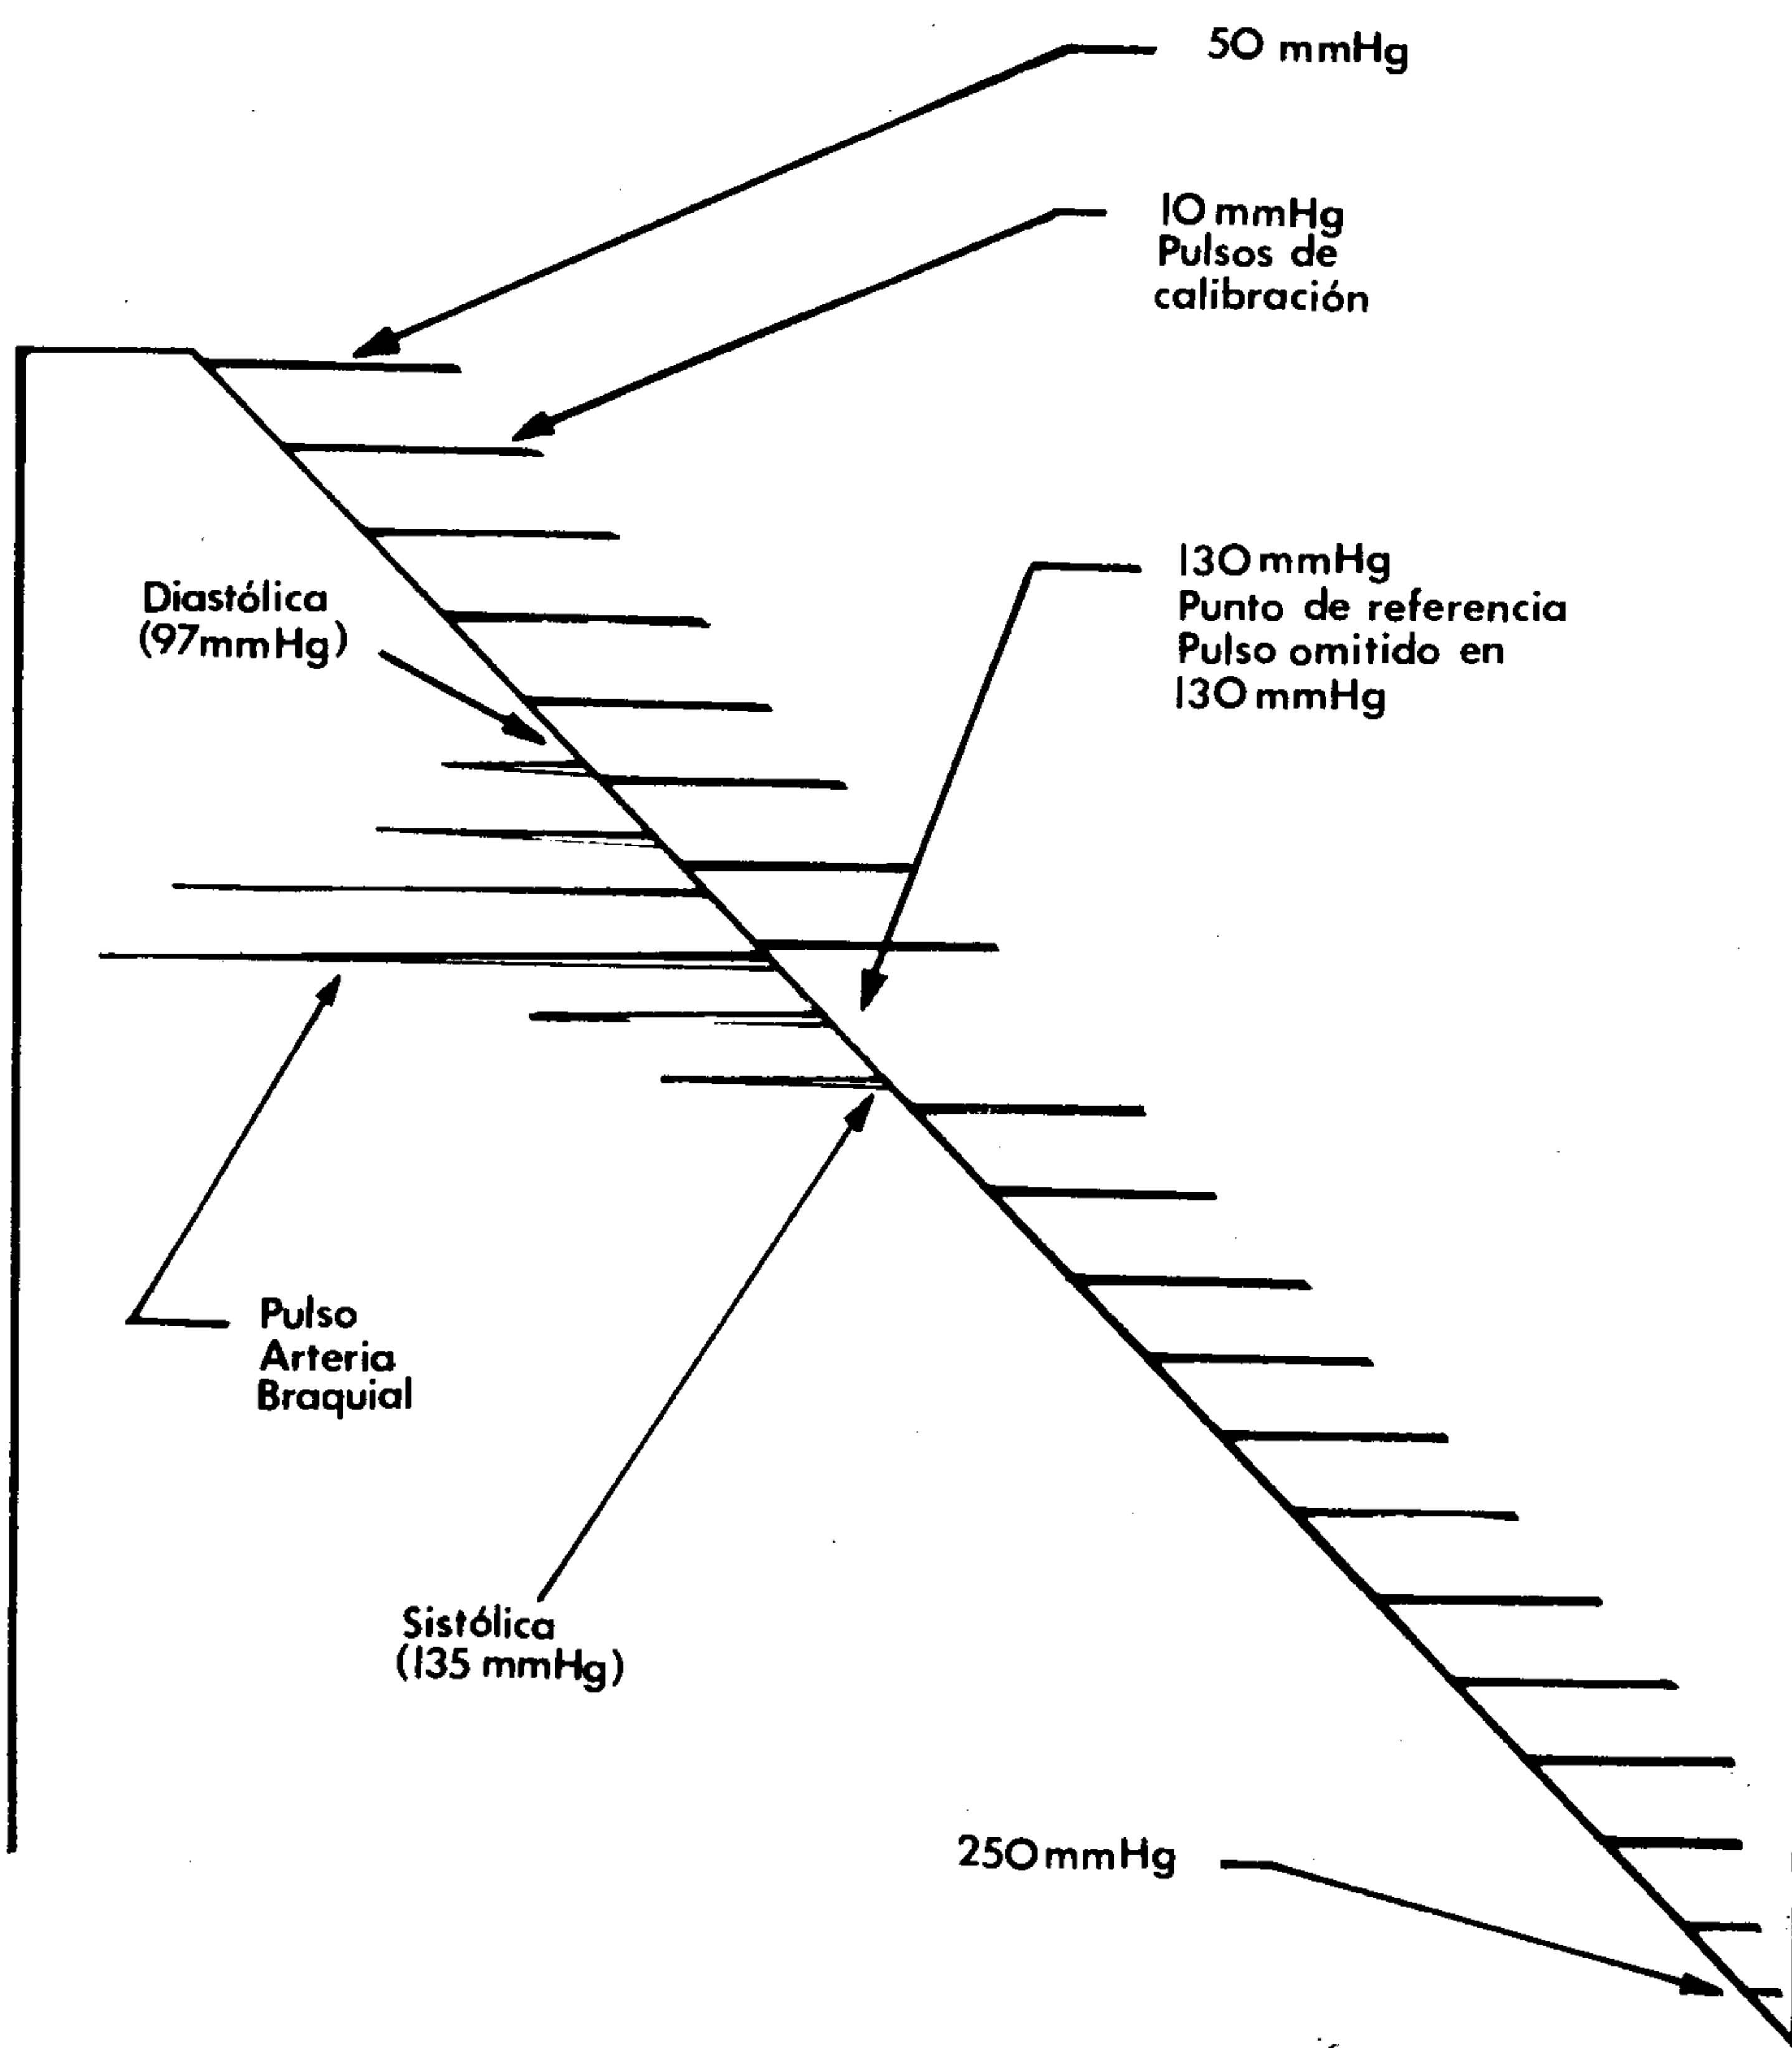 50 mmHg
10 mmHg
Pulsos de
calibración
130 mmHg
Punto de referencia
Pulso omitido en
130 mmHg
Diastólica
(97mmHg)
Pulso
Arteria
Braquial
Sistólica
(135 mmHg)
250mmHg